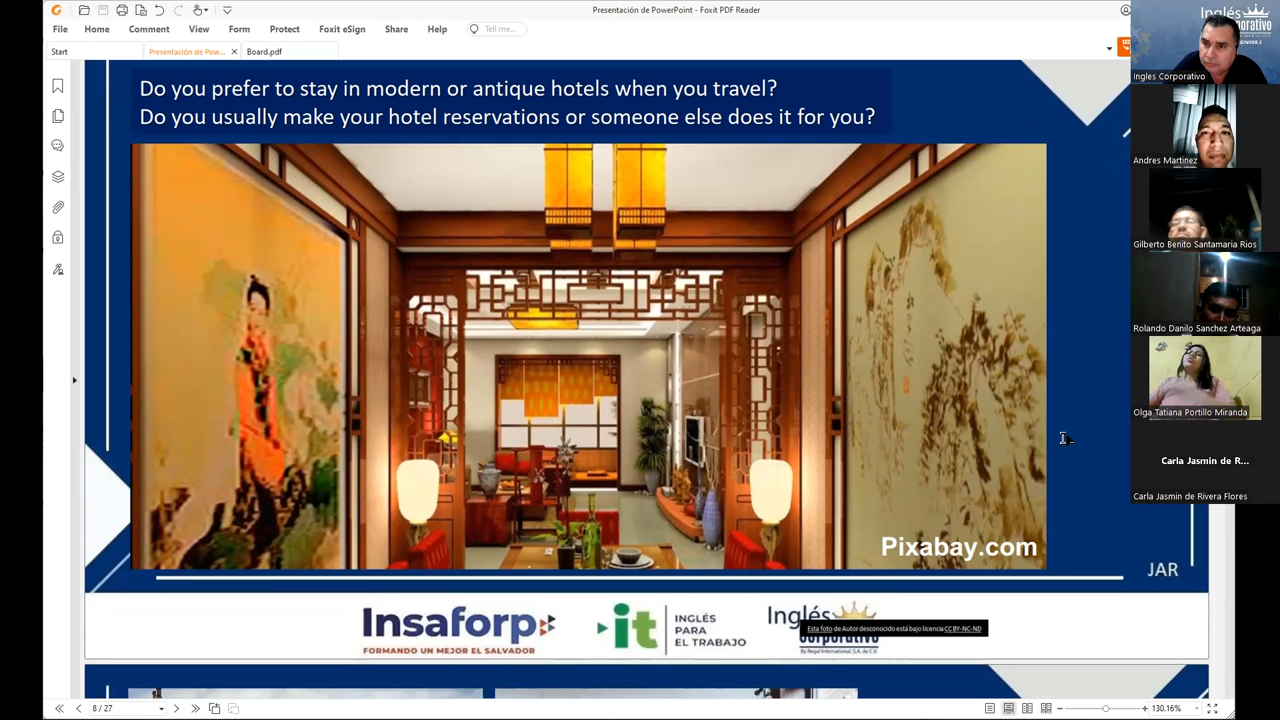 Presentación de PowerPoint - Foxit PDF Reader
File Home Comment View Form Protect Foxit eSign Share Help Tell me...
Start Presentación de Pow... Board.pdf
Do you prefer to stay in modern or antique hotels when you travel?
Do you usually make your hotel reservations or someone else does it for you?
Pixabay.com
JAR
Insaforp
FORMANDO UN MEJOR EL SALVADOR
it
INGLÉS
PARA
EL TRABAJO
Inglés
Corporativo
By Regal International, S.A. de C.V.
Esta foto de Autor desconocido está bajo licencia CC BY-NC-ND
8 / 27
130.16%
Inglés
Ingles Corporativo
Andres Martinez
Gilberto Benito Santamaria Rios
Rolando Danilo Sanchez Arteaga
Olga Tatiana Portillo Miranda
Carla Jasmin de R...
Carla Jasmin de Rivera Flores